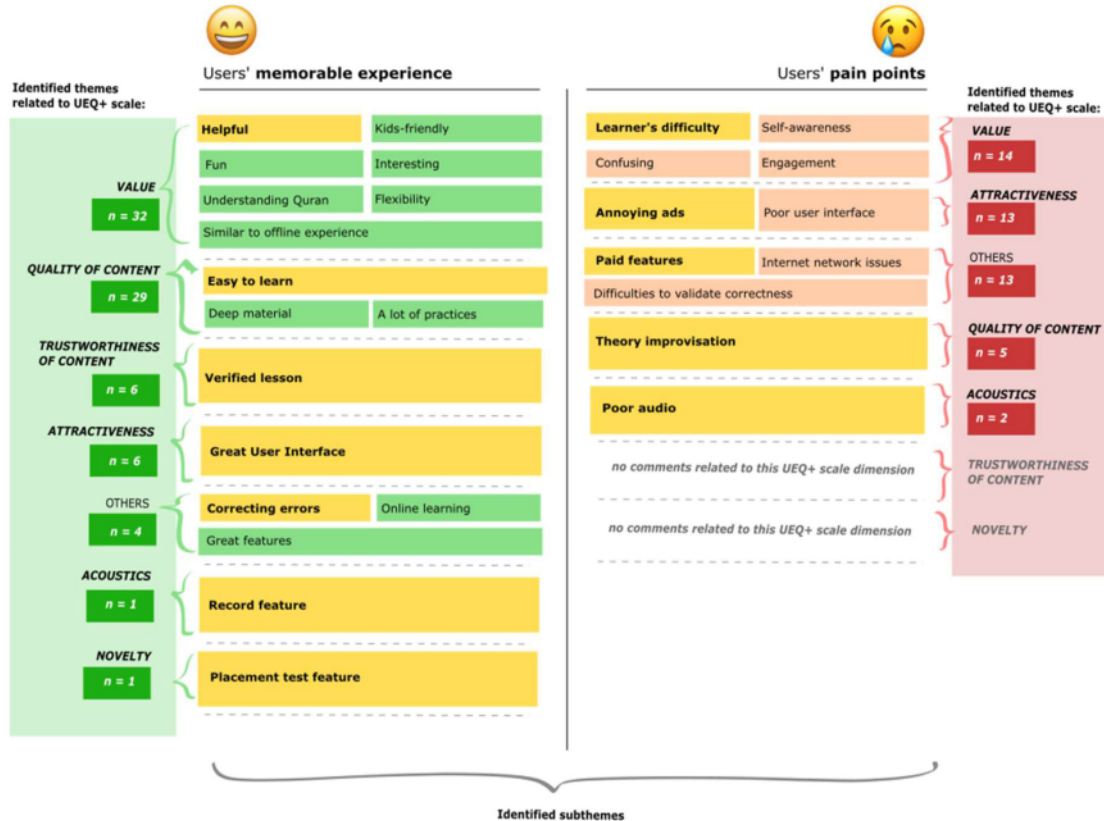 Users' memorable experience
Users' pain points
Identified themes
related to UEQ+ scale:
VALUE
n = 32
Helpful
Kids-friendly
Fun
Interesting
Understanding Quran
Flexibility
Similar to offline experience
QUALITY OF CONTENT
n = 29
Easy to learn
Deep material
A lot of practices
TRUSTWORTHINESS
OF CONTENT
n = 6
Verified lesson
ATTRACTIVENESS
n = 6
Great User Interface
OTHERS
n = 4
Correcting errors
Online learning
Great features
ACOUSTICS
n = 1
Record feature
NOVELTY
n = 1
Placement test feature
Identified themes
related to UEQ+ scale:
Learner's difficulty
Self-awareness
Confusing
Engagement
VALUE
n = 14
Annoying ads
Poor user interface
ATTRACTIVENESS
n = 13
Paid features
Internet network issues
Difficulties to validate correctness
OTHERS
n = 13
Theory improvisation
QUALITY OF CONTENT
n = 5
Poor audio
ACOUSTICS
n = 2
no comments related to this UEQ+ scale dimension
TRUSTWORTHINESS
OF CONTENT
no comments related to this UEQ+ scale dimension
NOVELTY
Identified subthemes